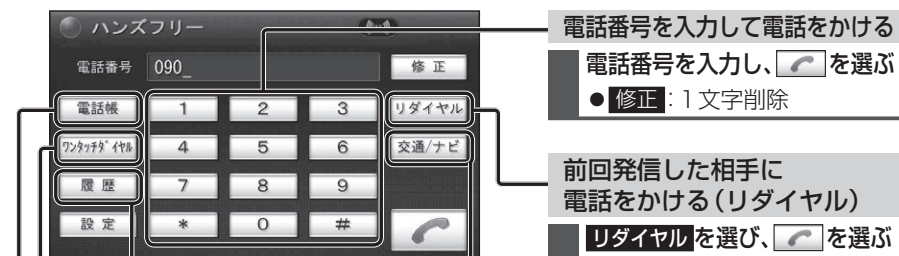 ハンズフリー
電話番号 090_ 修正
電話帳 1 2 3 リダイヤル
ワンタッチダイヤル 4 5 6 交通/ナビ
履歴 7 8 9
設定 * 0 #
電話番号を入力して電話をかける
電話番号を入力し、を選ぶ
●修正：1文字削除
前回発信した相手に
電話をかける（リダイヤル）
リダイヤルを選び、を選ぶ